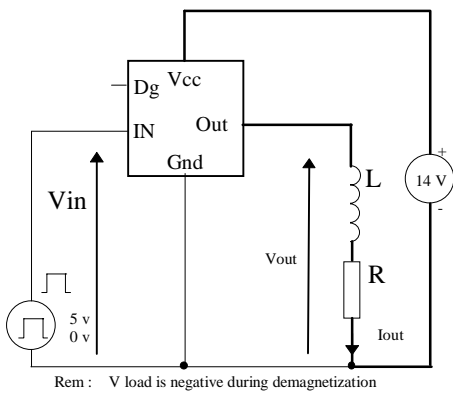 Vcc
Dg
IN
Out
Gnd
Vin
5 v
0 v
Vout
L
R
Iout
+
14 V
-
Rem : V load is negative during demagnetization